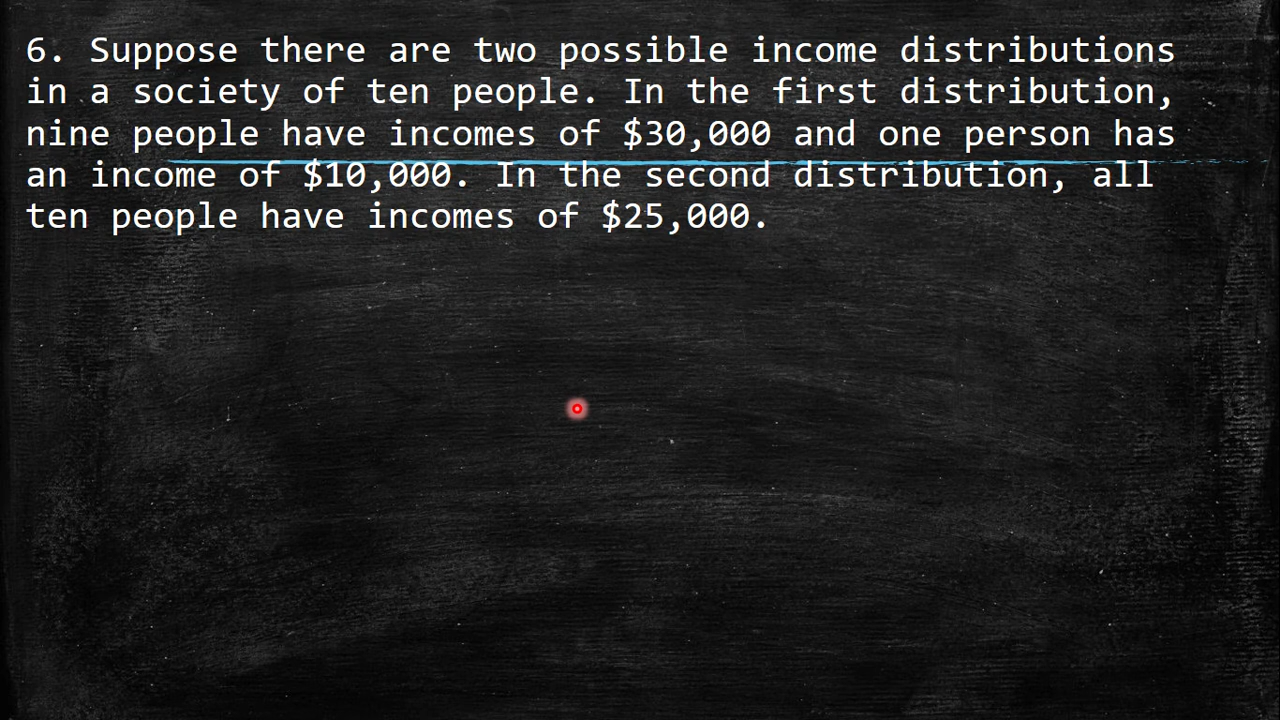 6. Suppose there are two possible income distributions
in a society of ten people. In the first distribution,
nine people have incomes of $30,000 and one person has
an income of $10,000. In the second distribution, all
ten people have incomes of $25,000.